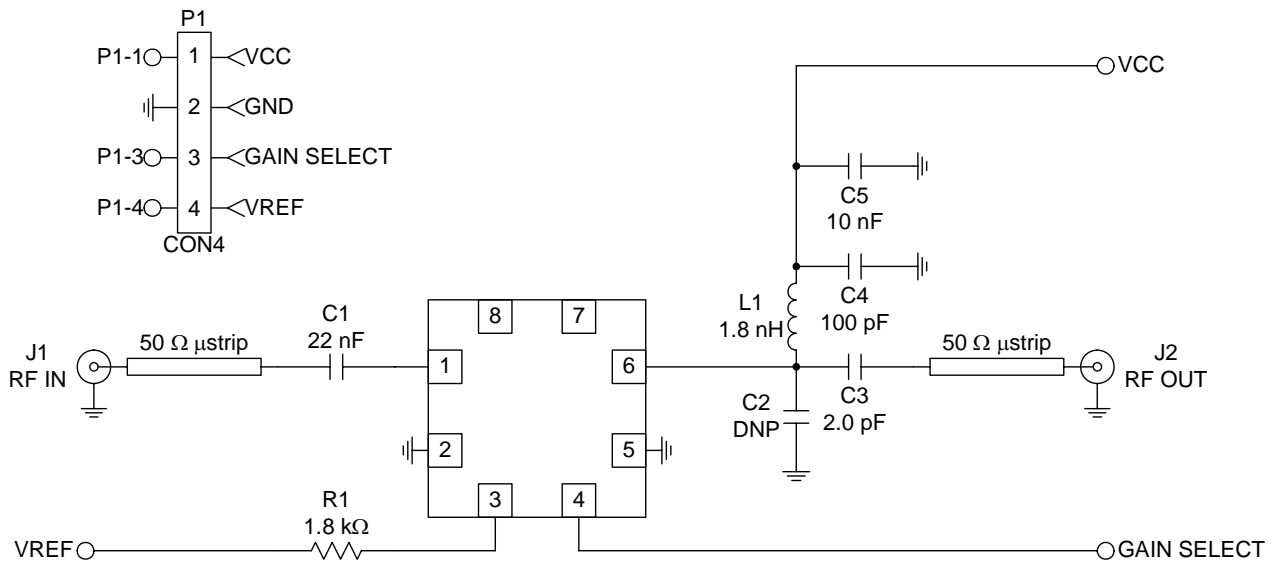 P1
P1-1
1
VCC
2
GND
P1-3
3
GAIN SELECT
P1-4
4
VREF
CON4
VCC
C5
10 nF
C4
100 pF
L1
1.8 nH
J1
RF IN
50 Ω μstrip
C1
22 nF
8
7
1
6
2
5
3
4
C2
DNP
C3
2.0 pF
50 Ω μstrip
J2
RF OUT
R1
1.8 kΩ
VREF
GAIN SELECT